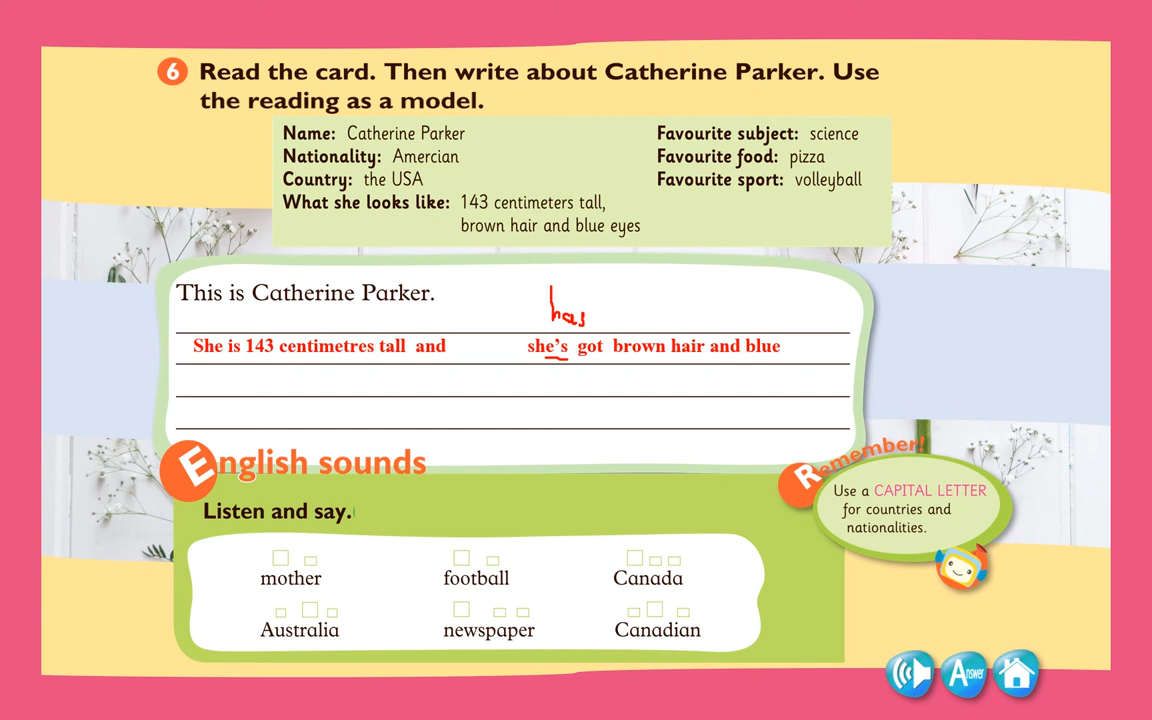 6 Read the card. Then write about Catherine Parker. Use
the reading as a model.
Name: Catherine Parker
Nationality: Amercian
Country: the USA
What she looks like: 143 centimeters tall,
brown hair and blue eyes
Favourite subject: science
Favourite food: pizza
Favourite sport: volleyball
This is Catherine Parker.
has
She is 143 centimetres tall and she's got brown hair and blue
English sounds
Listen and say.
mother football Canada
Australia newspaper Canadian
Remember!
Use a CAPITAL LETTER
for countries and
nationalities.
Answer